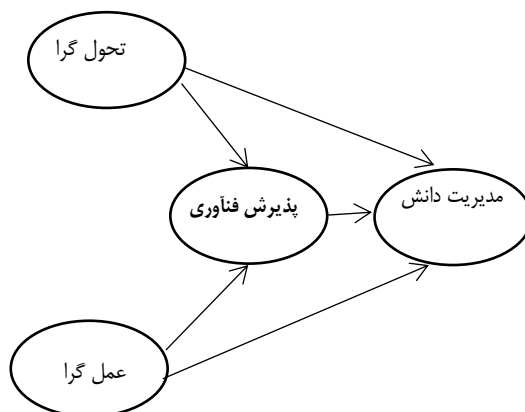 تحول گرا
پذیرش فنآوری
مدیریت دانش
عمل گرا